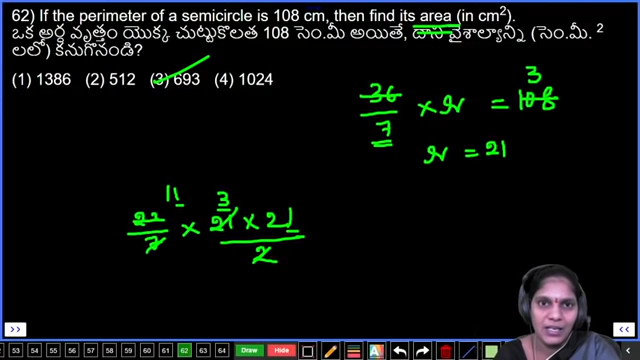 62) If the perimeter of a semicircle is 108 cm, then find its area (in cm²).
ఒక అర్ధ వృత్తం యొక్క చుట్టుకొలత 108 సెం.మీ అయితే, దాని వైశాల్యాన్ని (సెం.మీ. ²
లలో) కనుగొనండి?
(1) 1386 (2) 512 (3) 693 (4) 1024
36/7 × r = 108 3
r = 21
22/7 × 21 × 21/2 11 3
<< >>
52 53 54 55 56 57 58 59 60 61 62 63 64 Draw Hide